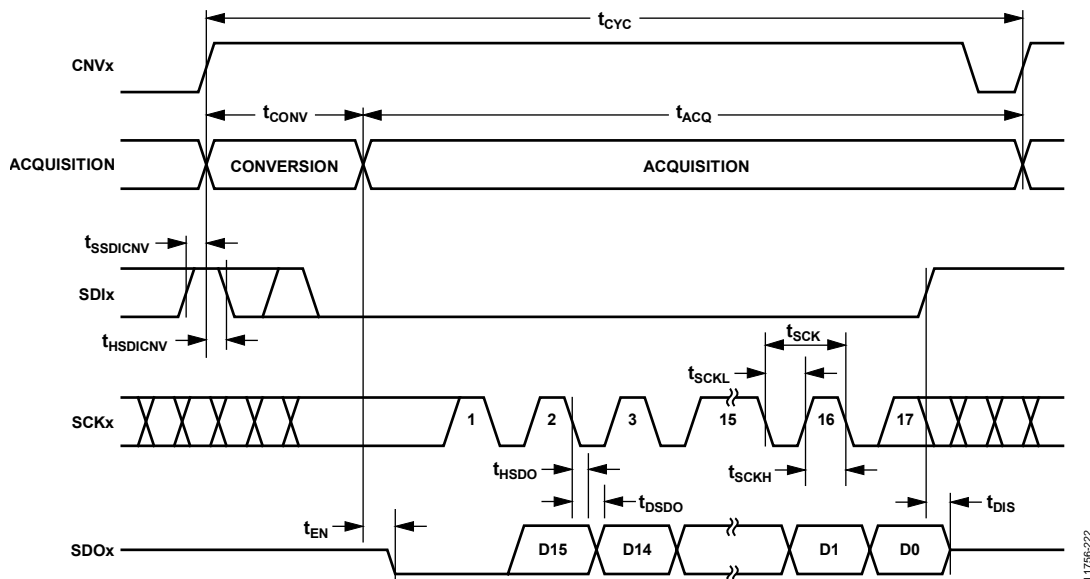 tCYC
CNVx
tCONV
tACQ
ACQUISITION
CONVERSION
ACQUISITION
tSSDICNV
SDIx
tHSDICNV
tSCK
tSCKL
SCKx
1
2
3
15
16
17
tHSDO
tSCKH
tDSDO
tDIS
tEN
SDOx
D15
D14
D1
D0
11756-222